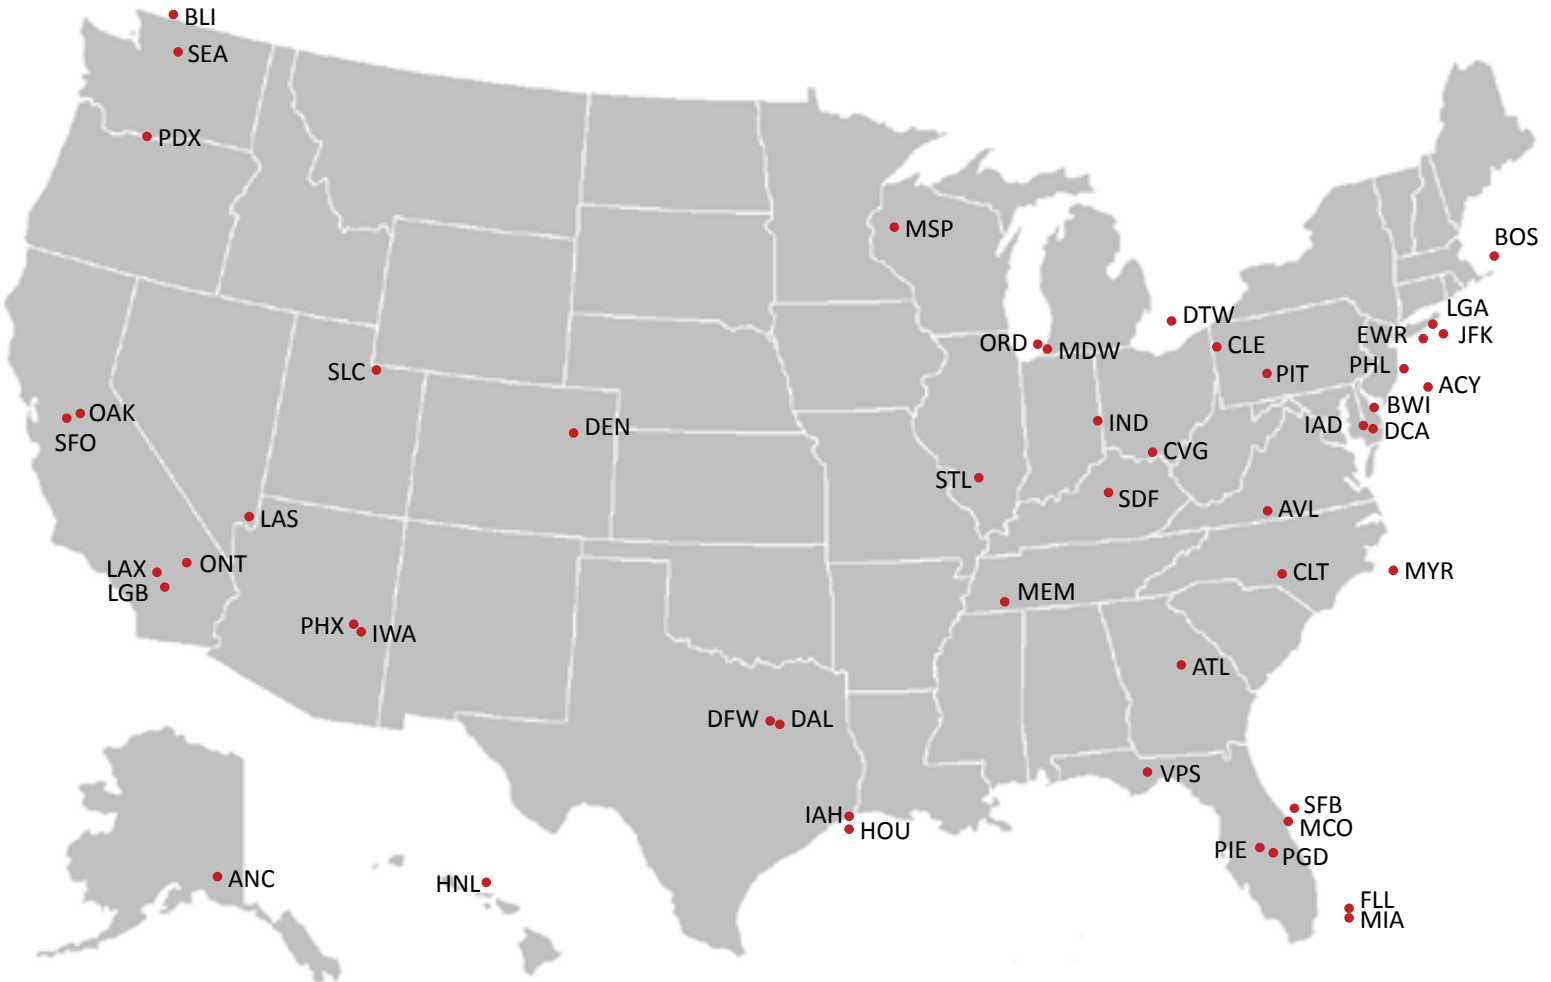 BLI
SEA
PDX
MSP
BOS
LGA
DTW
EWR
JFK
ORD
MDW
CLE
PHL
SLC
PIT
ACY
OAK
BWI
SFO
DEN
IND
IAD
DCA
CVG
STL
SDF
LAS
AVL
LAX
ONT
CLT
MYR
LGB
MEM
PHX
IWA
ATL
DFW
DAL
VPS
SFB
IAH
HOU
MCO
PIE
PGD
ANC
HNL
FLL
MIA